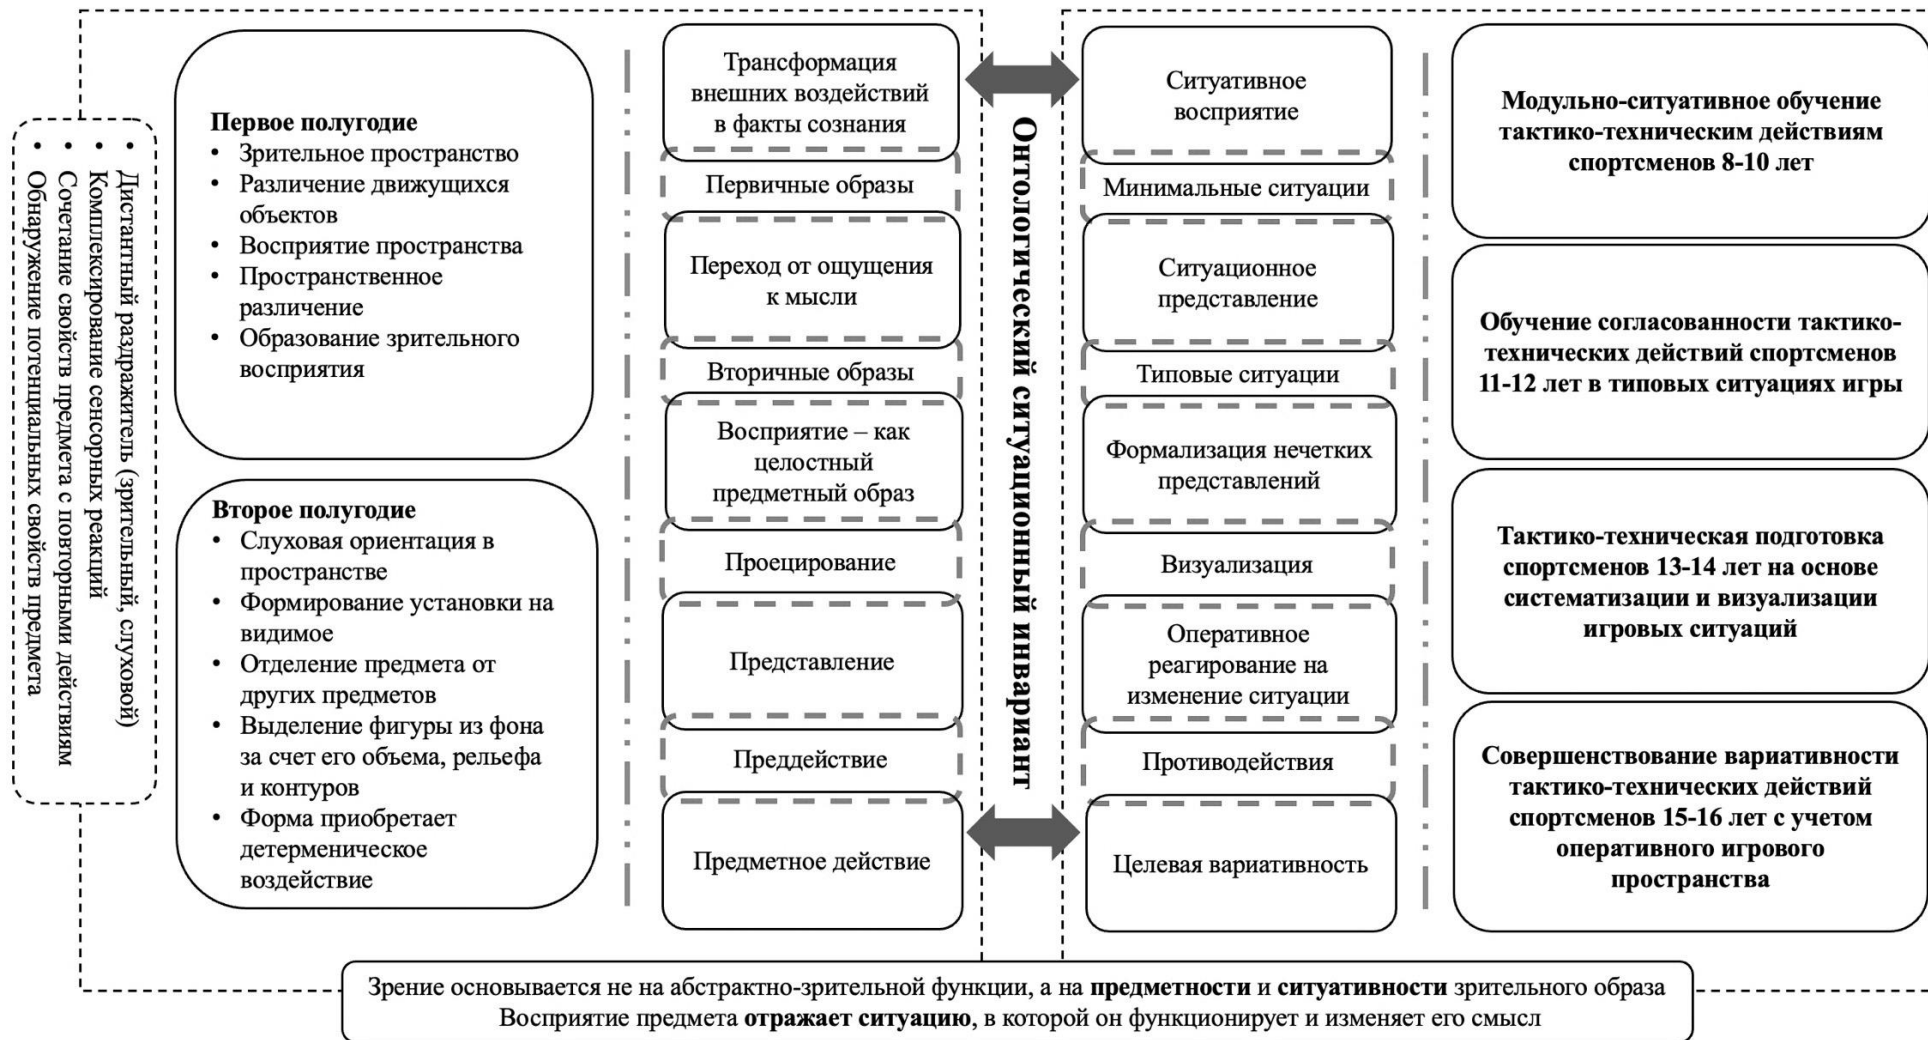 • Дистантный раздражитель (зрительный, слуховой)
• Комплексирование сенсорных реакций
• Сочетание свойств предмета с повторными действиям
• Обнаружение потенциальных свойств предмета
Первое полугодие
• Зрительное пространство
• Различение движущихся
объектов
• Восприятие пространства
• Пространственное
различение
• Образование зрительного
восприятия
Второе полугодие
• Слуховая ориентация в
пространстве
• Формирование установки на
видимое
• Отделение предмета от
других предметов
• Выделение фигуры из фона
за счет его объема, рельефа
и контуров
• Форма приобретает
детерменическое
воздействие
Трансформация
внешних воздействий
в факты сознания
Первичные образы
Переход от ощущения
к мысли
Вторичные образы
Восприятие – как
целостный
предметный образ
Проецирование
Представление
Преддействие
Предметное действие
Онтологический ситуационный инвариант
Ситуативное
восприятие
Минимальные ситуации
Ситуационное
представление
Типовые ситуации
Формализация нечетких
представлений
Визуализация
Оперативное
реагирование на
изменение ситуации
Противодействия
Целевая вариативность
Модульно-ситуативное обучение
тактико-техническим действиям
спортсменов 8-10 лет
Обучение согласованности тактико-
технических действий спортсменов
11-12 лет в типовых ситуациях игры
Тактико-техническая подготовка
спортсменов 13-14 лет на основе
систематизации и визуализации
игровых ситуаций
Совершенствование вариативности
тактико-технических действий
спортсменов 15-16 лет с учетом
оперативного игрового
пространства
Зрение основывается не на абстрактно-зрительной функции, а на предметности и ситуативности зрительного образа
Восприятие предмета отражает ситуацию, в которой он функционирует и изменяет его смысл